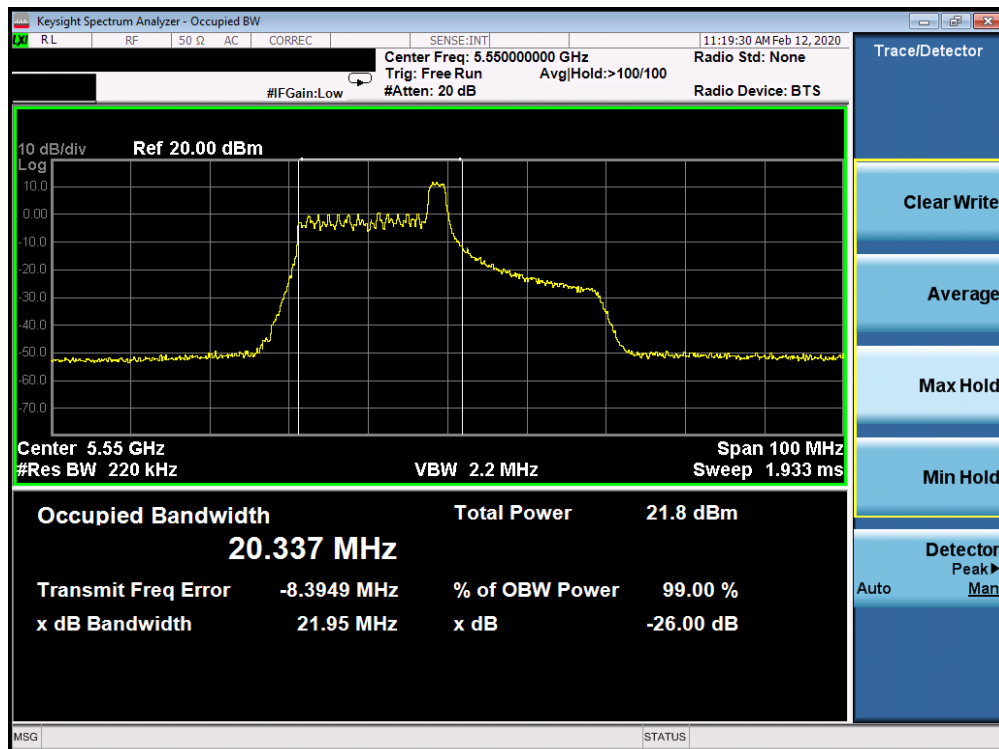 Keysight Spectrum Analyzer - Occupied BW
LXI RL RF 50 Ω AC CORREC SENSE:INT 11:19:30 AM Feb 12, 2020
Center Freq: 5.550000000 GHz Radio Std: None
Trig: Free Run Avg|Hold:>100/100
#IFGain:Low #Atten: 20 dB Radio Device: BTS
10 dB/div Ref 20.00 dBm
Log
10.0
0.00
-10.0
-20.0
-30.0
-40.0
-50.0
-60.0
-70.0
Center 5.55 GHz Span 100 MHz
#Res BW 220 kHz VBW 2.2 MHz Sweep 1.933 ms
Occupied Bandwidth Total Power 21.8 dBm
20.337 MHz
Transmit Freq Error -8.3949 MHz % of OBW Power 99.00 %
x dB Bandwidth 21.95 MHz x dB -26.00 dB
MSG STATUS
Trace/Detector
Clear Write
Average
Max Hold
Min Hold
Detector
Peak▶
Auto Man